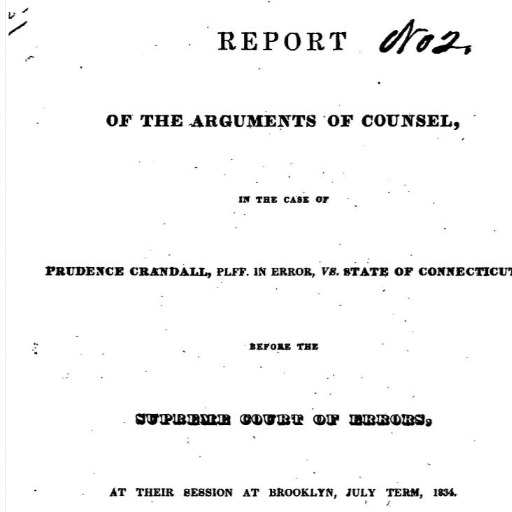 REPORT No 2.
OF THE ARGUMENTS OF COUNSEL,
IN THE CASE OF
PRUDENCE CRANDALL, PLFF. IN ERROR, VS. STATE OF CONNECTICUT
BEFORE THE
SUPREME COURT OF ERRORS,
AT THEIR SESSION AT BROOKLYN, JULY TERM, 1834.